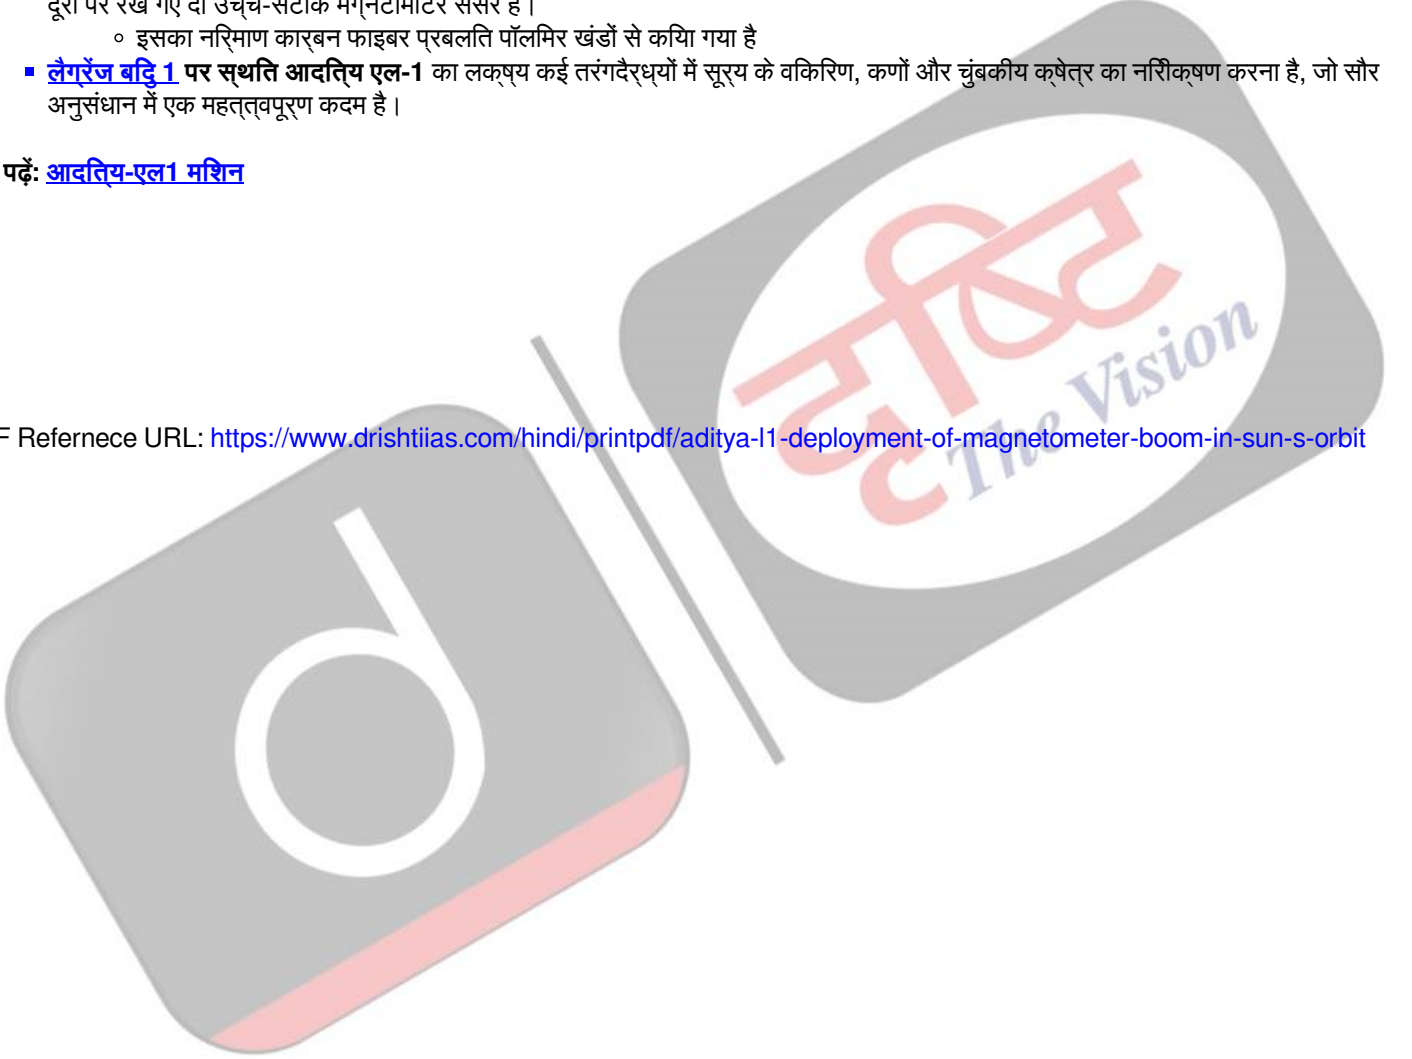 दूरी पर रखे गए दो उच्च-सटीक मैग्नेटोमीटर सेंसर हैं।
इसका निर्माण कार्बन फाइबर प्रबलित पॉलिमर खंडों से किया गया है
लैग्रेंज बिंदु 1 पर स्थित आदित्य एल-1 का लक्ष्य कई तरंगदैर्ध्यों में सूर्य के विकिरण, कणों और चुंबकीय क्षेत्र का निरीक्षण करना है, जो सौर
अनुसंधान में एक महत्त्वपूर्ण कदम है।
पढ़ें: आदित्य-एल1 मिशन
दृष्टि
The Vision
F Refernece URL: https://www.drishtiias.com/hindi/printpdf/aditya-l1-deployment-of-magnetometer-boom-in-sun-s-orbit
d